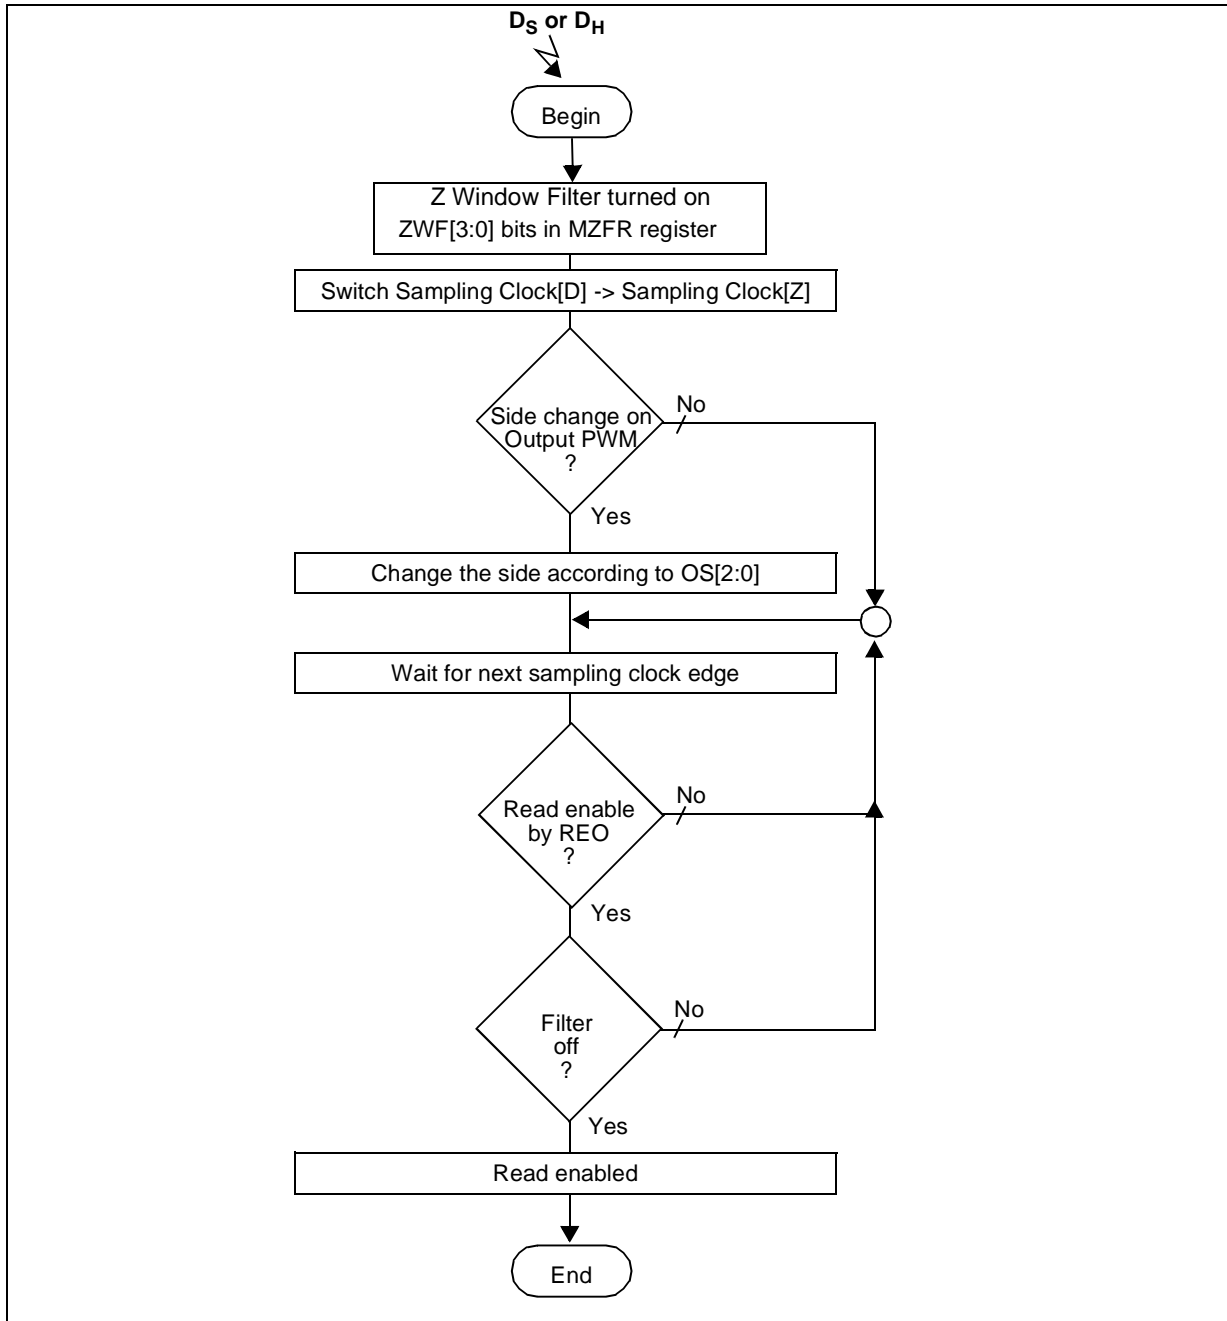 DS or DH
Begin
Z Window Filter turned on
ZWF[3:0] bits in MZFR register
Switch Sampling Clock[D] -> Sampling Clock[Z]
No
Side change on
Output PWM
?
Yes
Change the side according to OS[2:0]
Wait for next sampling clock edge
No
Read enable
by REO
?
Yes
No
Filter
off
?
Yes
Read enabled
End